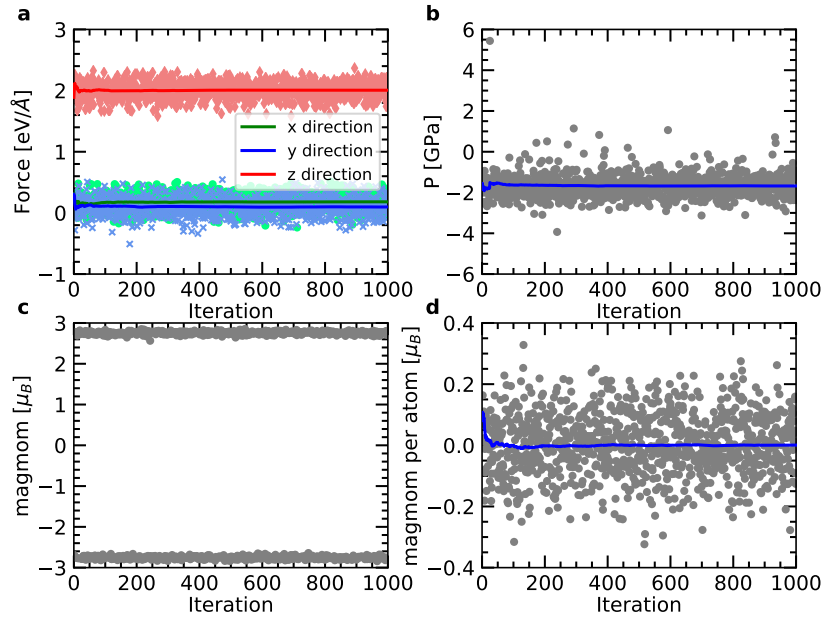 a
3
2
1
0
−1
Force [eV/Å]
x direction
y direction
z direction
0 200 400 600 800 1000
Iteration
b
6
4
2
0
−2
−4
−6
P [GPa]
0 200 400 600 800 1000
Iteration
c
3
2
1
0
−1
−2
−3
magmom [μB]
0 200 400 600 800 1000
Iteration
d
0.4
0.2
0.0
−0.2
−0.4
magmom per atom [μB]
0 200 400 600 800 1000
Iteration